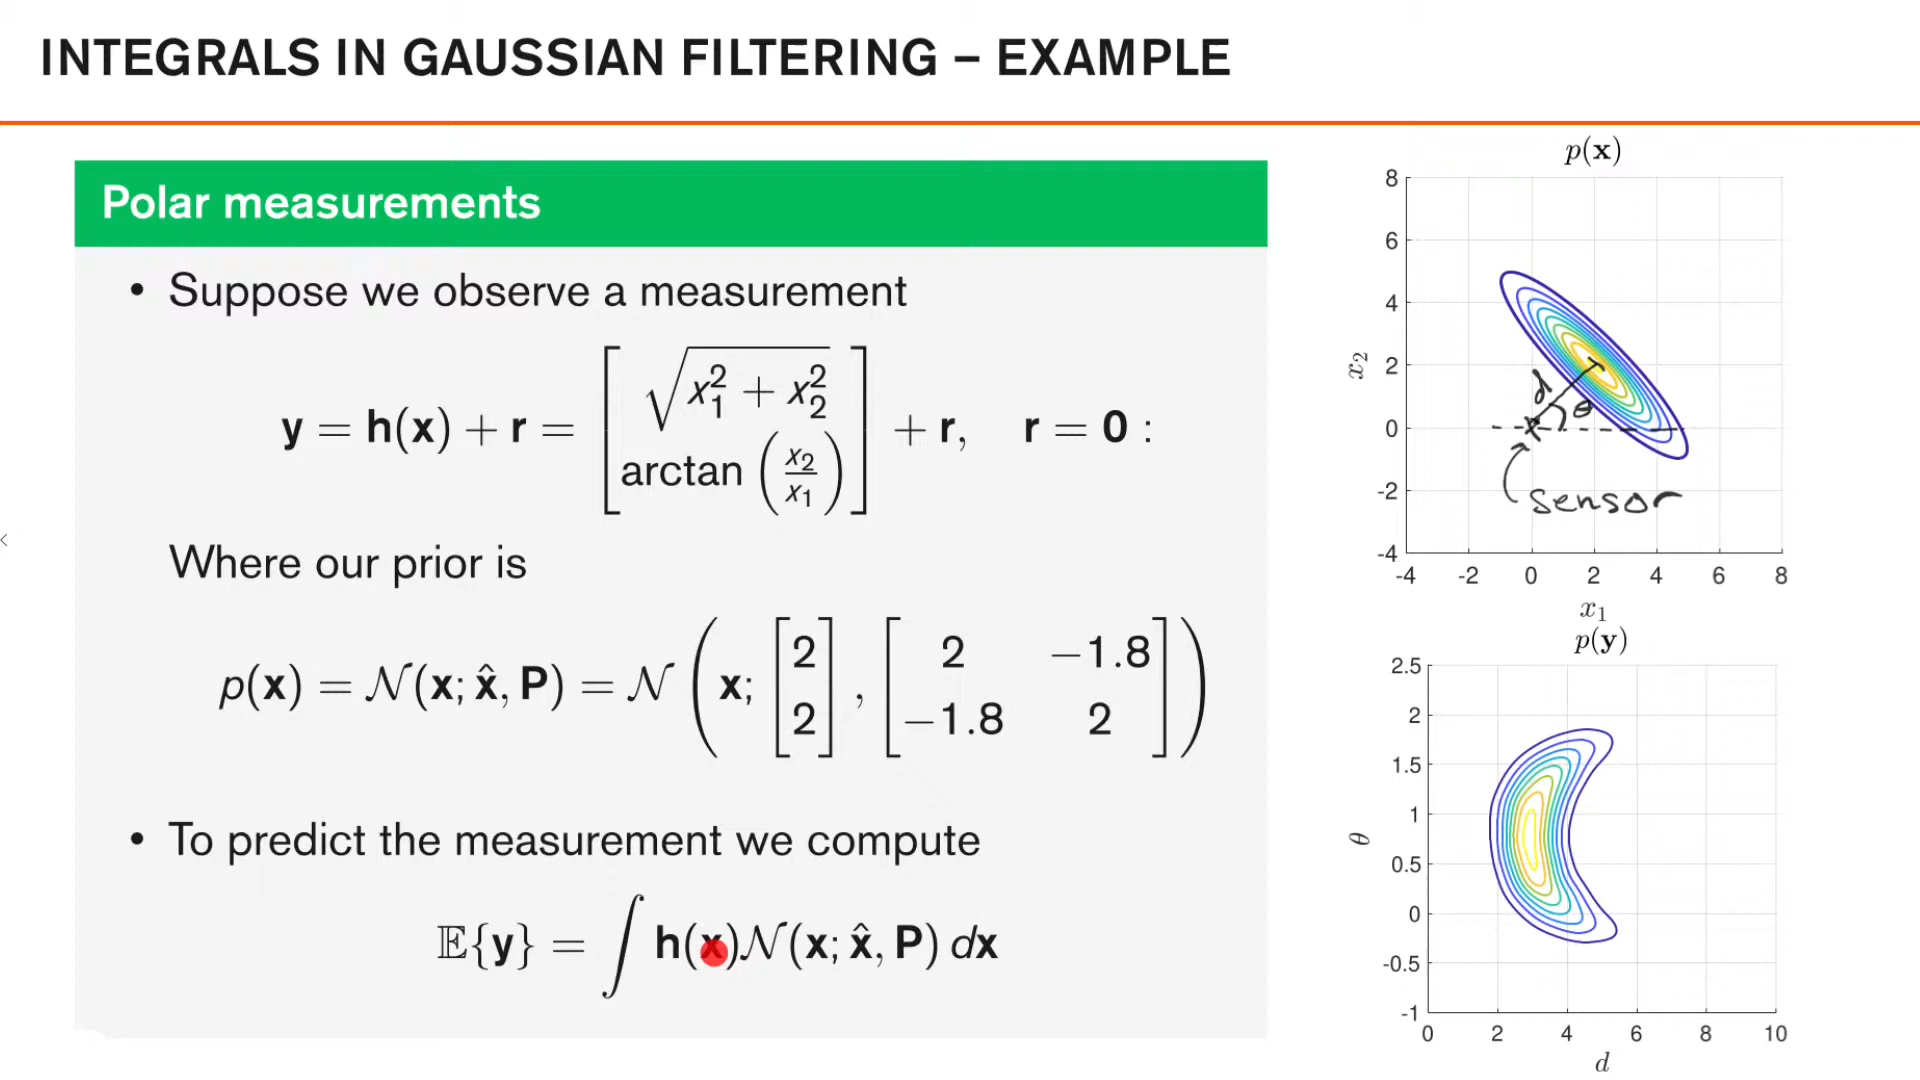 INTEGRALS IN GAUSSIAN FILTERING – EXAMPLE
Polar measurements
• Suppose we observe a measurement
y = h(x) + r = [ √(x₁² + x₂²) ; arctan (x₂/x₁) ] + r, r = 0 :
Where our prior is
p(x) = 𝒩(x; x̂, P) = 𝒩 ( x; [ 2 ; 2 ] , [ 2 −1.8 ; −1.8 2 ] )
• To predict the measurement we compute
𝔼{y} = ∫ h(x)𝒩(x; x̂, P) dx
p(x)
8
6
4
2
0
-2
-4
x₂
d
θ
sensor
-4 -2 0 2 4 6 8
x₁
p(y)
2.5
2
1.5
1
0.5
0
-0.5
-1
θ
0 2 4 6 8 10
d